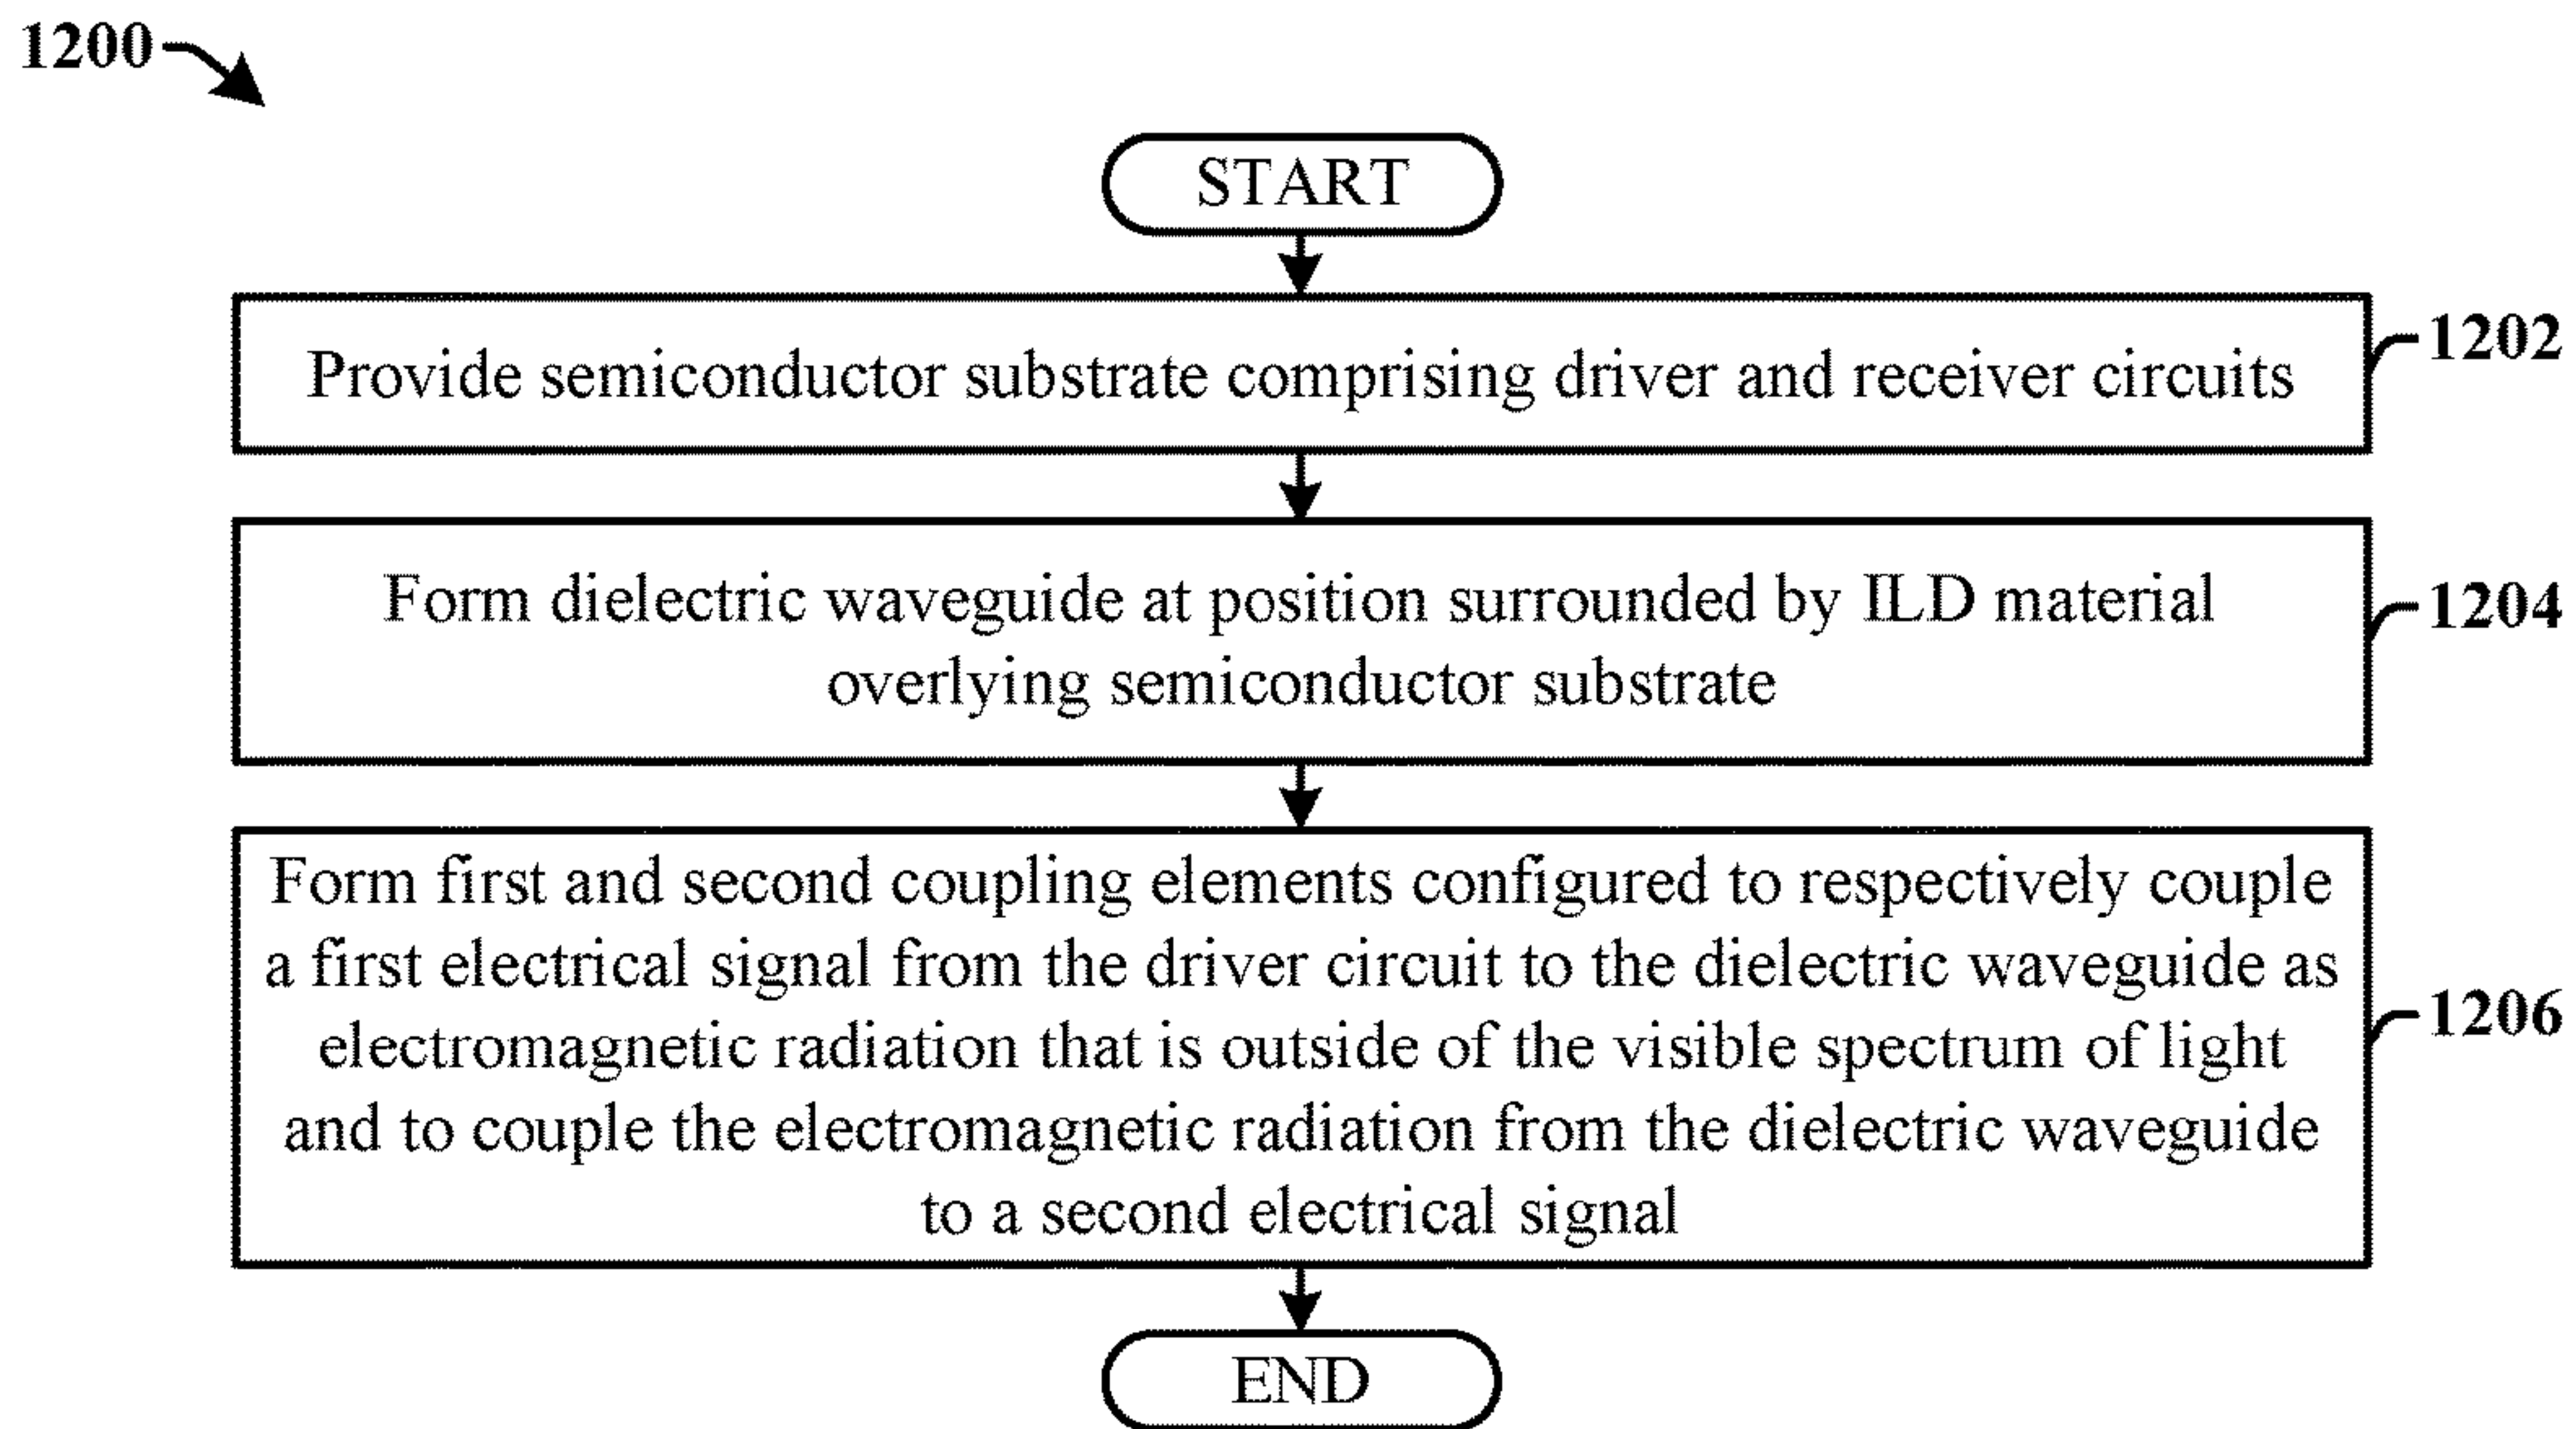 1200
START
Provide semiconductor substrate comprising driver and receiver circuits
1202
Form dielectric waveguide at position surrounded by ILD material
overlying semiconductor substrate
1204
Form first and second coupling elements configured to respectively couple
a first electrical signal from the driver circuit to the dielectric waveguide as
electromagnetic radiation that is outside of the visible spectrum of light
and to couple the electromagnetic radiation from the dielectric waveguide
to a second electrical signal
1206
END